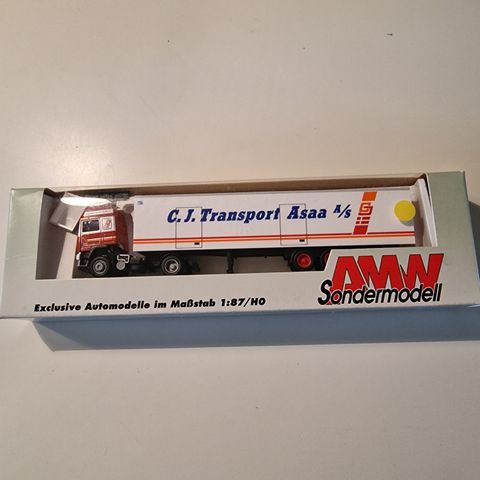 C.J. Transport Asaa A/S
AMW
Sondermodell
Exclusive Automodelle im Maßstab 1:87/HO